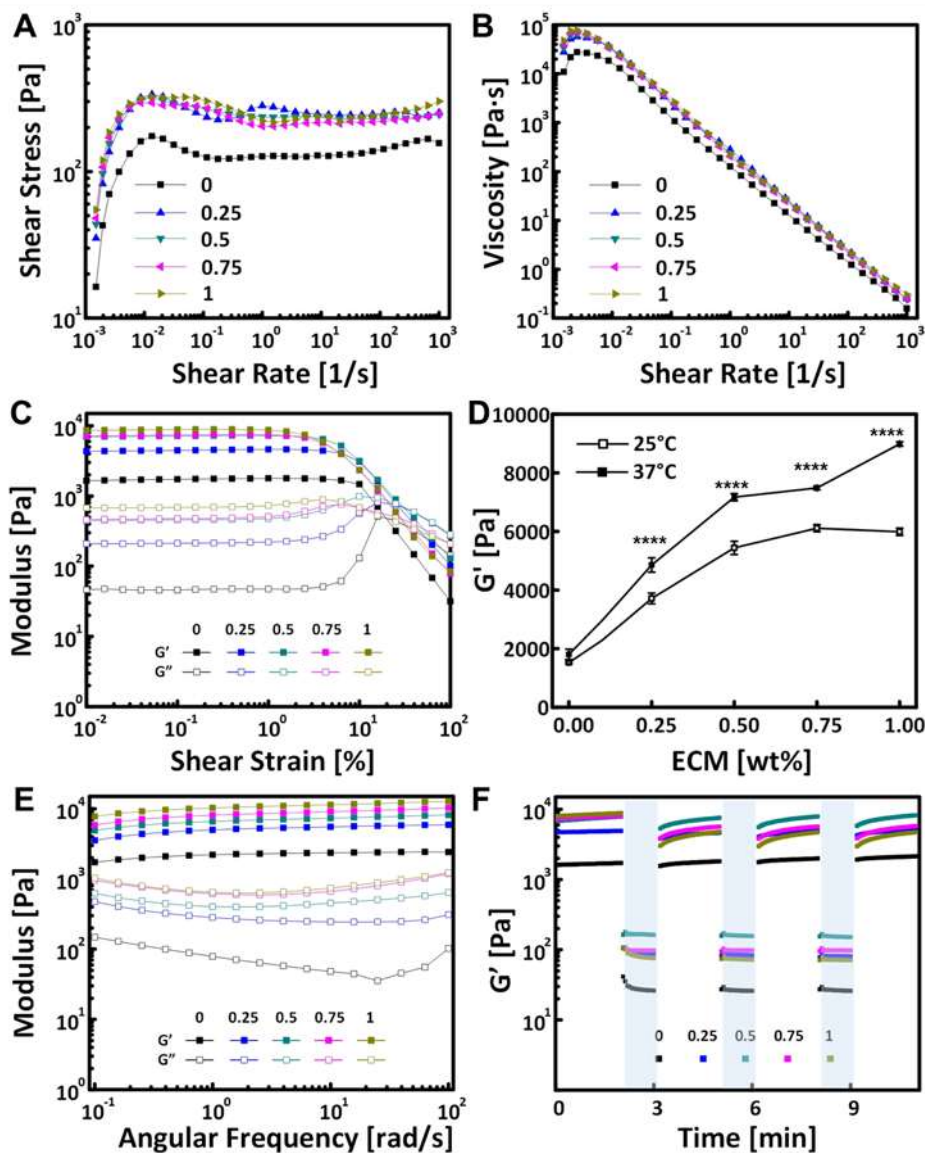 A
Shear Stress [Pa]
10³
10²
10¹
0
0.25
0.5
0.75
1
10⁻³ 10⁻² 10⁻¹ 10⁰ 10¹ 10² 10³
Shear Rate [1/s]
B
Viscosity [Pa·s]
10⁵
10⁴
10³
10²
10¹
10⁰
10⁻¹
0
0.25
0.5
0.75
1
10⁻³ 10⁻² 10⁻¹ 10⁰ 10¹ 10² 10³
Shear Rate [1/s]
C
Modulus [Pa]
10⁴
10³
10²
10¹
10⁰
0 0.25 0.5 0.75 1
G′
G″
10⁻² 10⁻¹ 10⁰ 10¹ 10²
Shear Strain [%]
D
G' [Pa]
10000
8000
6000
4000
2000
0
25°C
37°C
****
****
****
****
0.00 0.25 0.50 0.75 1.00
ECM [wt%]
E
Modulus [Pa]
10⁴
10³
10²
10¹
10⁰
0 0.25 0.5 0.75 1
G′
G″
10⁻¹ 10⁰ 10¹ 10²
Angular Frequency [rad/s]
F
G′ [Pa]
10⁴
10³
10²
10¹
0 0.25 0.5 0.75 1
0 3 6 9
Time [min]